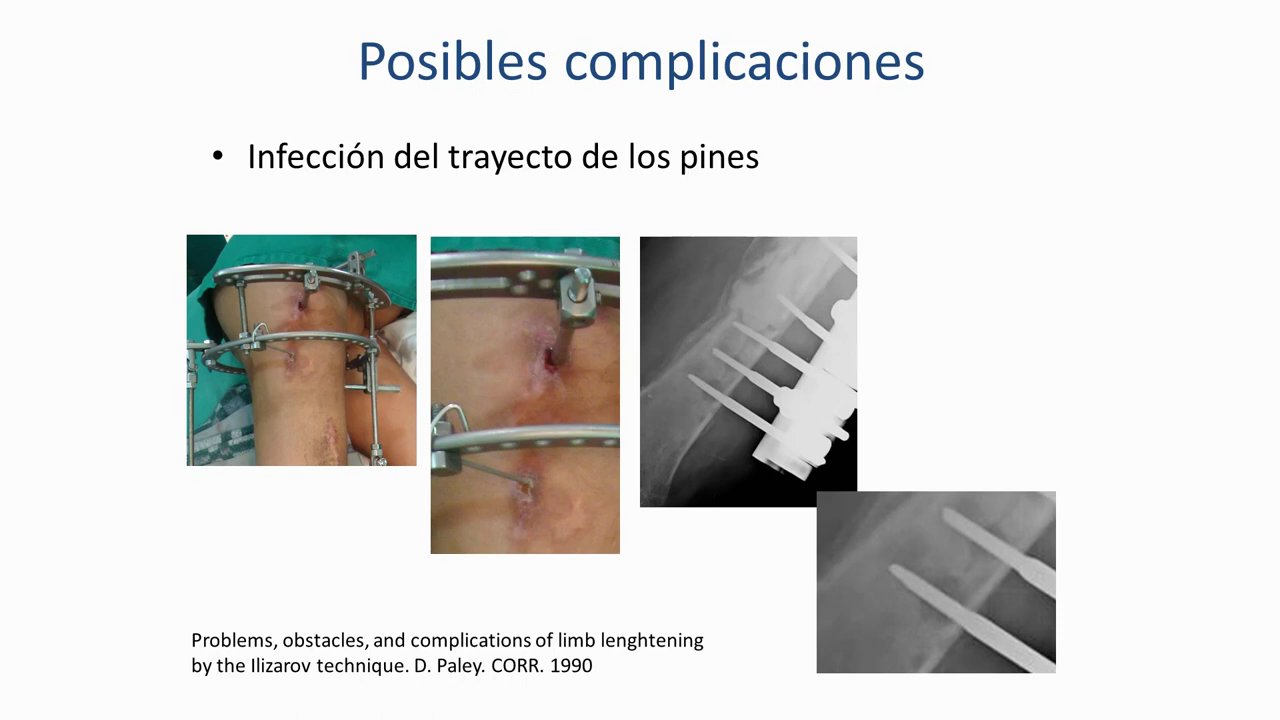 Posibles complicaciones
• Infección del trayecto de los pines
Problems, obstacles, and complications of limb lenghtening
by the Ilizarov technique. D. Paley. CORR. 1990